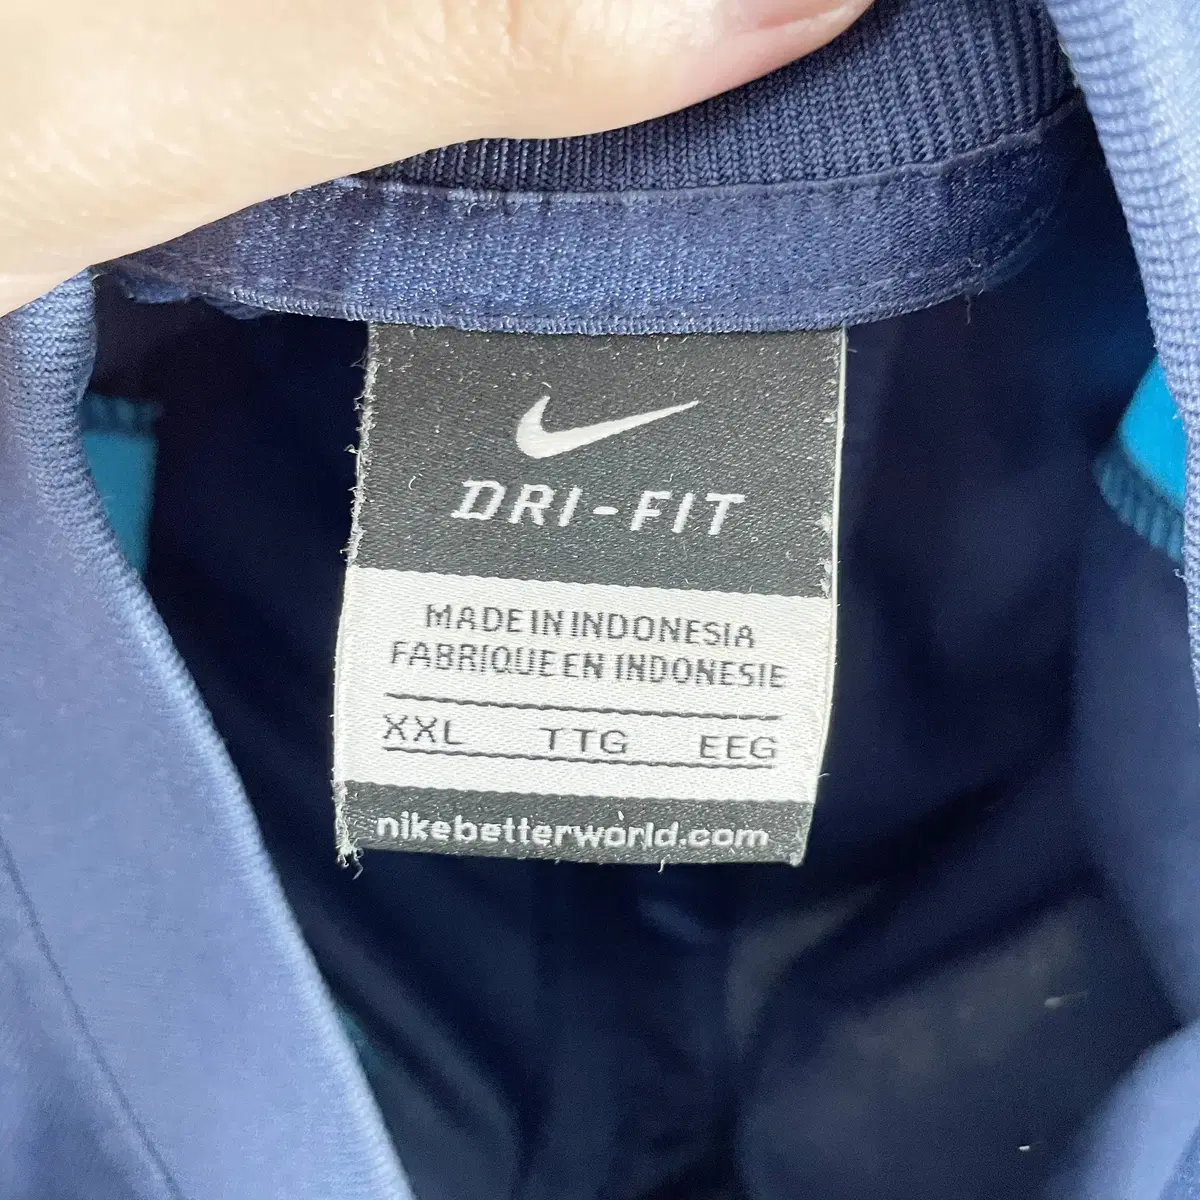 DRI-FIT
MADE IN INDONESIA
FABRIQUE EN INDONESIE
XXL TTG EEG
nikebetterworld.com